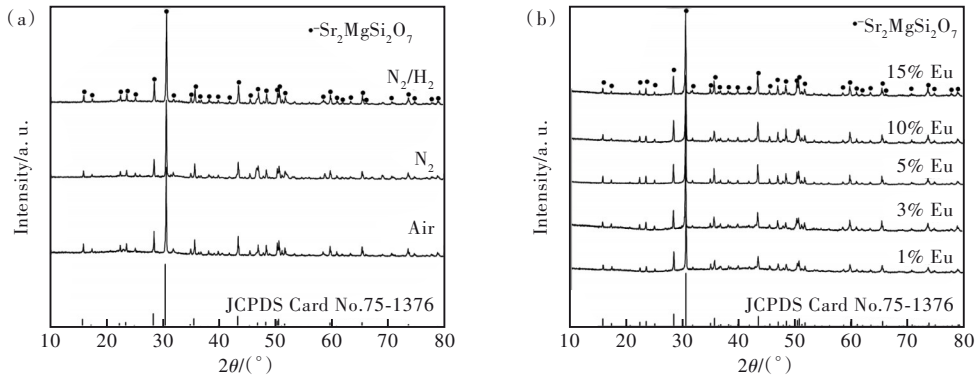 (a)
•-Sr₂MgSi₂O₇
N₂/H₂
N₂
Air
JCPDS Card No.75-1376
Intensity/a. u.
10 20 30 40 50 60 70 80
2θ/(°)
(b)
•-Sr₂MgSi₂O₇
15% Eu
10% Eu
5% Eu
3% Eu
1% Eu
JCPDS Card No.75-1376
Intensity/a. u.
10 20 30 40 50 60 70 80
2θ/(°)